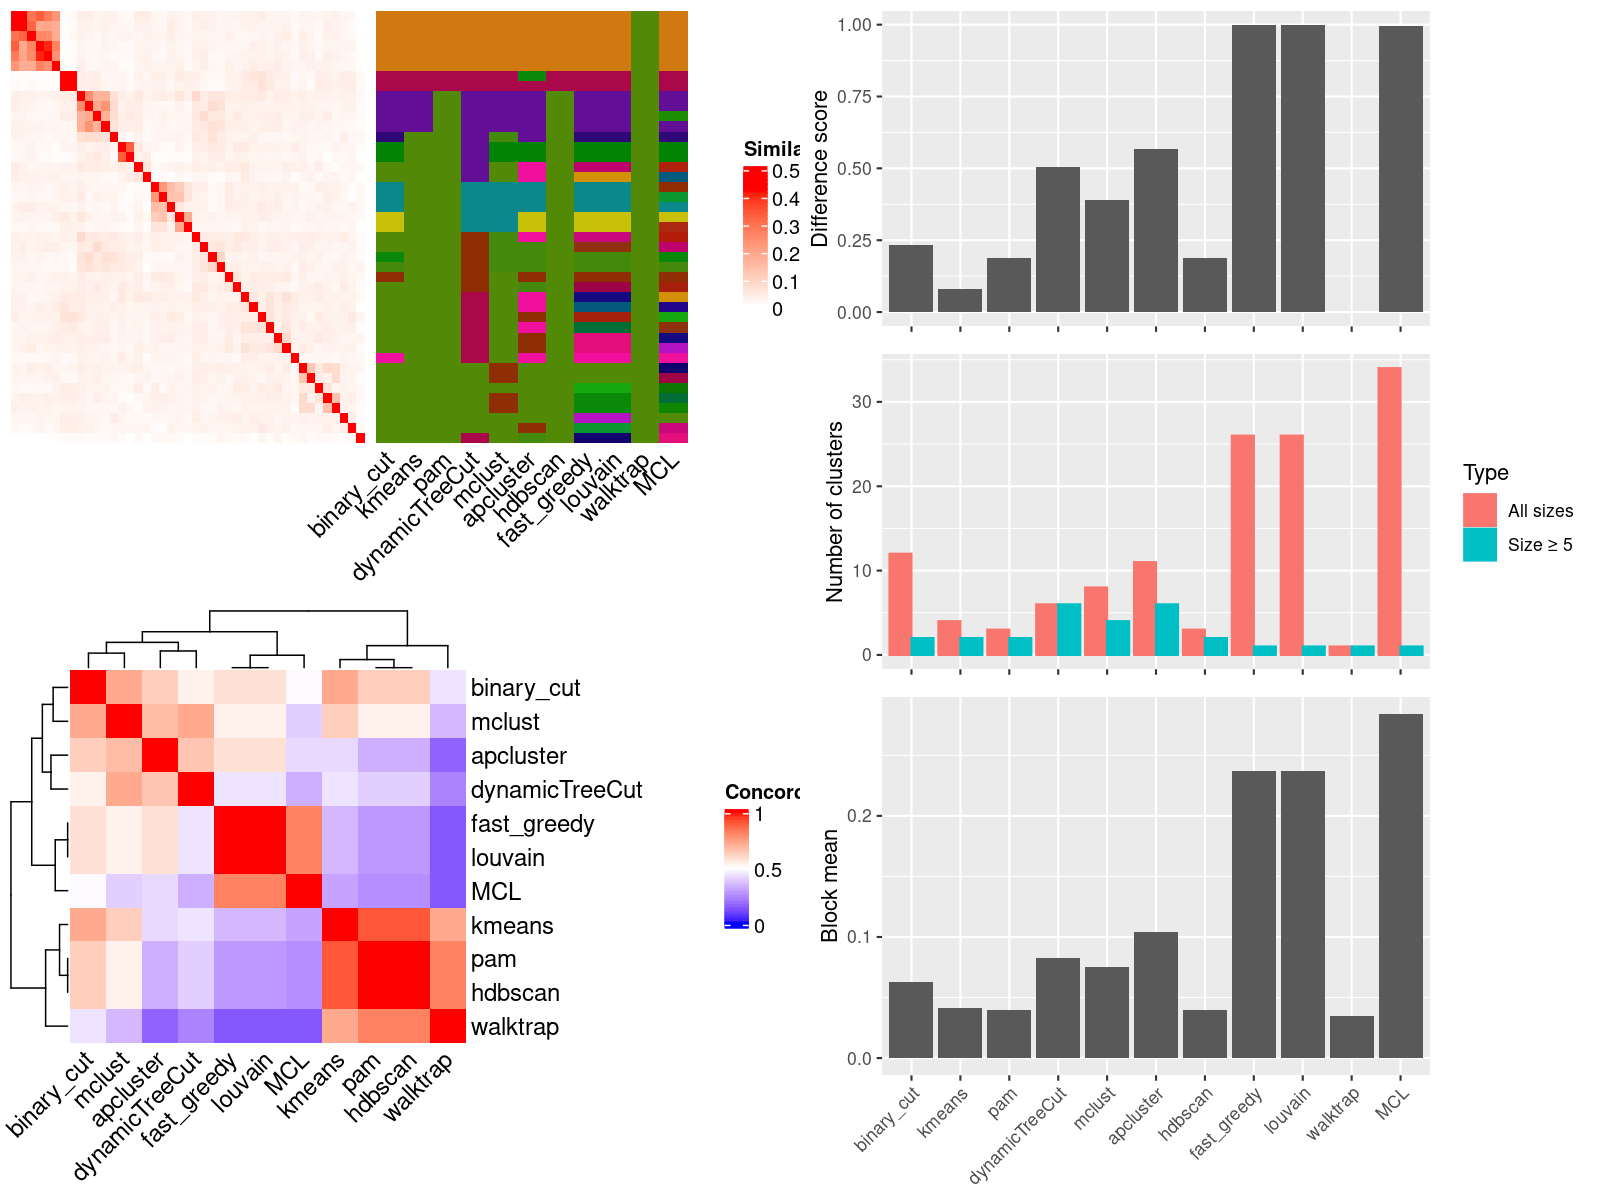 Simila
0.5
0.4
0.3
0.2
0.1
0
binary_cut
kmeans
pam
dynamicTreeCut
mclust
apcluster
hdbscan
fast_greedy
louvain
walktrap
MCL
binary_cut
mclust
apcluster
dynamicTreeCut
fast_greedy
louvain
MCL
kmeans
pam
hdbscan
walktrap
binary_cut
mclust
apcluster
dynamicTreeCut
fast_greedy
louvain
MCL
kmeans
pam
hdbscan
walktrap
Concord
1
0.5
0
Difference score
1.00
0.75
0.50
0.25
0.00
Number of clusters
30
20
10
0
Type
All sizes
Size ≥ 5
Block mean
0.2
0.1
0.0
binary_cut
kmeans
pam
dynamicTreeCut
mclust
apcluster
hdbscan
fast_greedy
louvain
walktrap
MCL